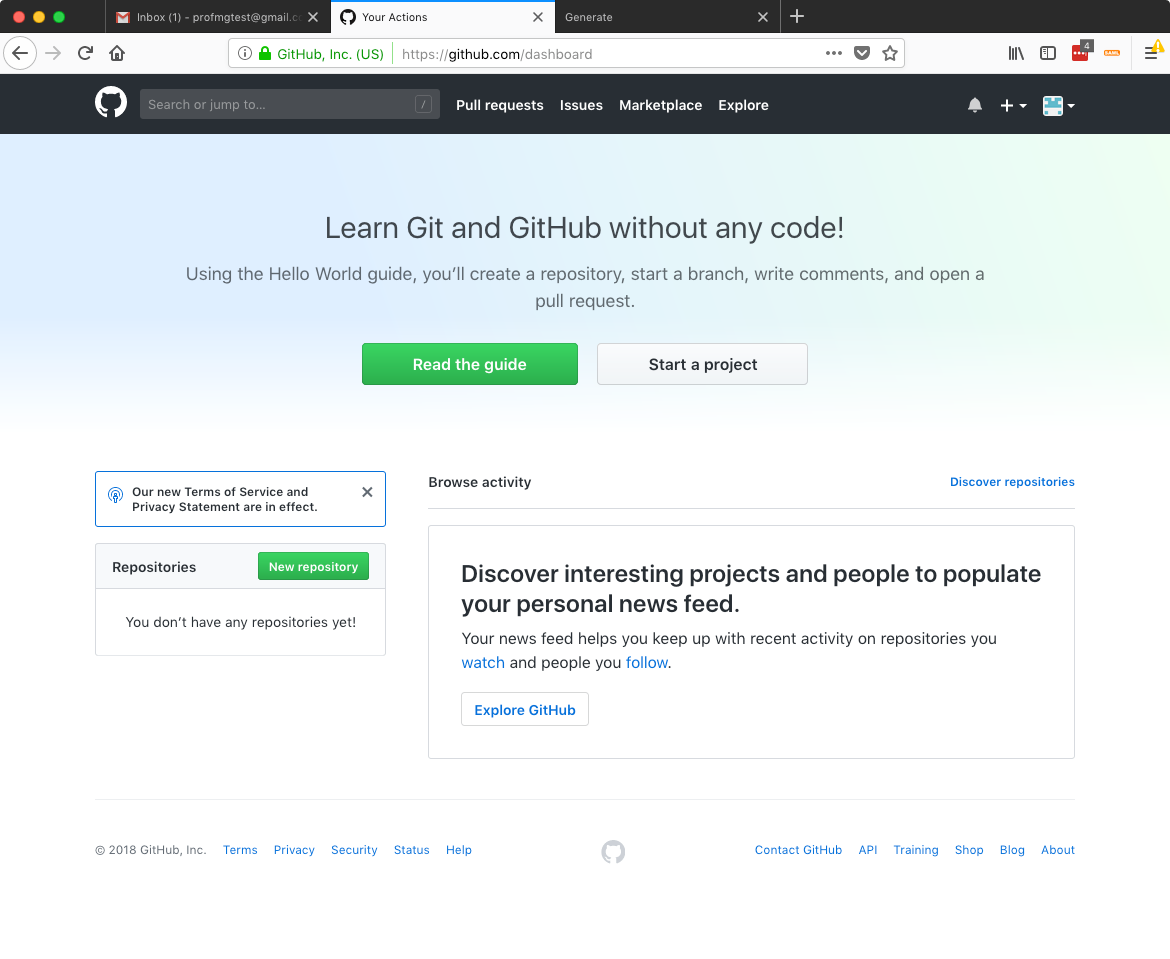 Inbox (1) - profmgtest@gmail.co
Your Actions
Generate
GitHub, Inc. (US)
https://github.com/dashboard
4
Search or jump to…
/
Pull requests
Issues
Marketplace
Explore
Learn Git and GitHub without any code!
Using the Hello World guide, you’ll create a repository, start a branch, write comments, and open a
pull request.
Read the guide
Start a project
Our new Terms of Service and
Privacy Statement are in effect.
Repositories
New repository
You don’t have any repositories yet!
Browse activity
Discover repositories
Discover interesting projects and people to populate
your personal news feed.
Your news feed helps you keep up with recent activity on repositories you
watch and people you follow.
Explore GitHub
© 2018 GitHub, Inc.
Terms
Privacy
Security
Status
Help
Contact GitHub
API
Training
Shop
Blog
About